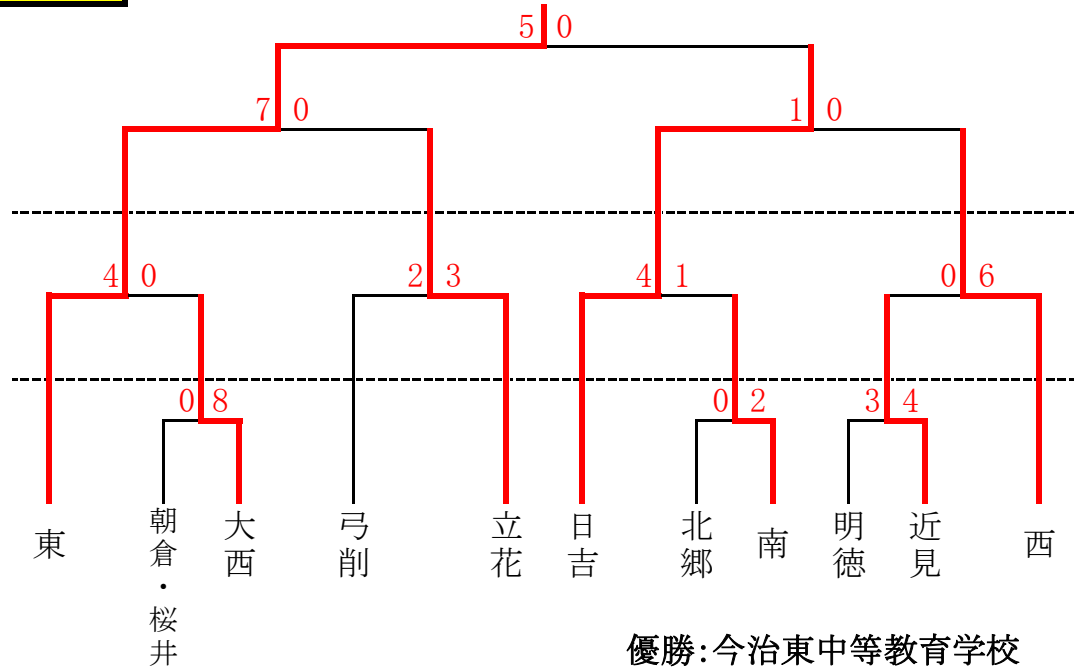 5 0
7 0
1 0
4 0
2 3
4 1
0 6
0 8
0 2
3 4
東
朝倉・桜井
大西
弓削
立花
日吉
北郷
南
明徳
近見
西
優勝:今治東中等教育学校